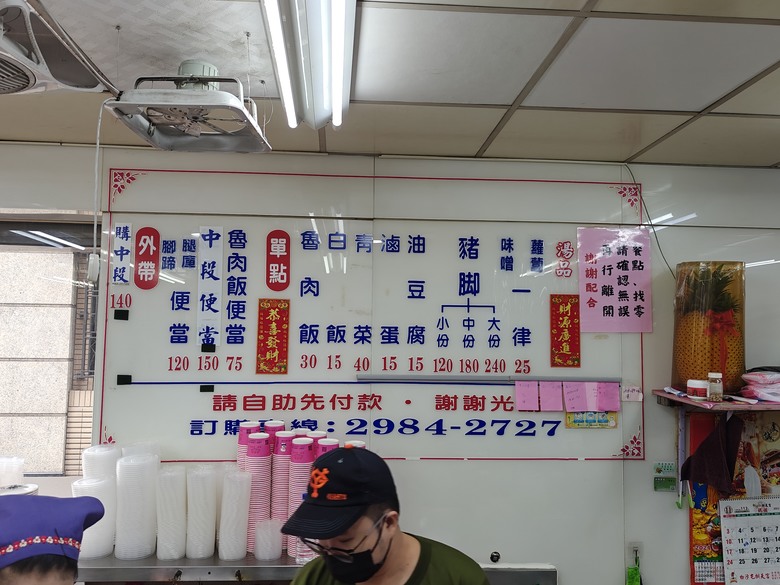 餐點、找零
請確認無誤
再行離開
謝謝配合
湯品
蘿蔔
味噌
一律
25
豬腳
大份 240
中份 180
小份 120
油豆腐 15
滷蛋 15
青菜 40
白飯 15
魯肉飯 30
單點
魯肉飯便當 75
中段便當 150
腿庫
腳蹄
便當
120
外帶
購中段
140
恭喜發財
財源廣進
請自助先付款・謝謝光
訂購
線:2984-2727